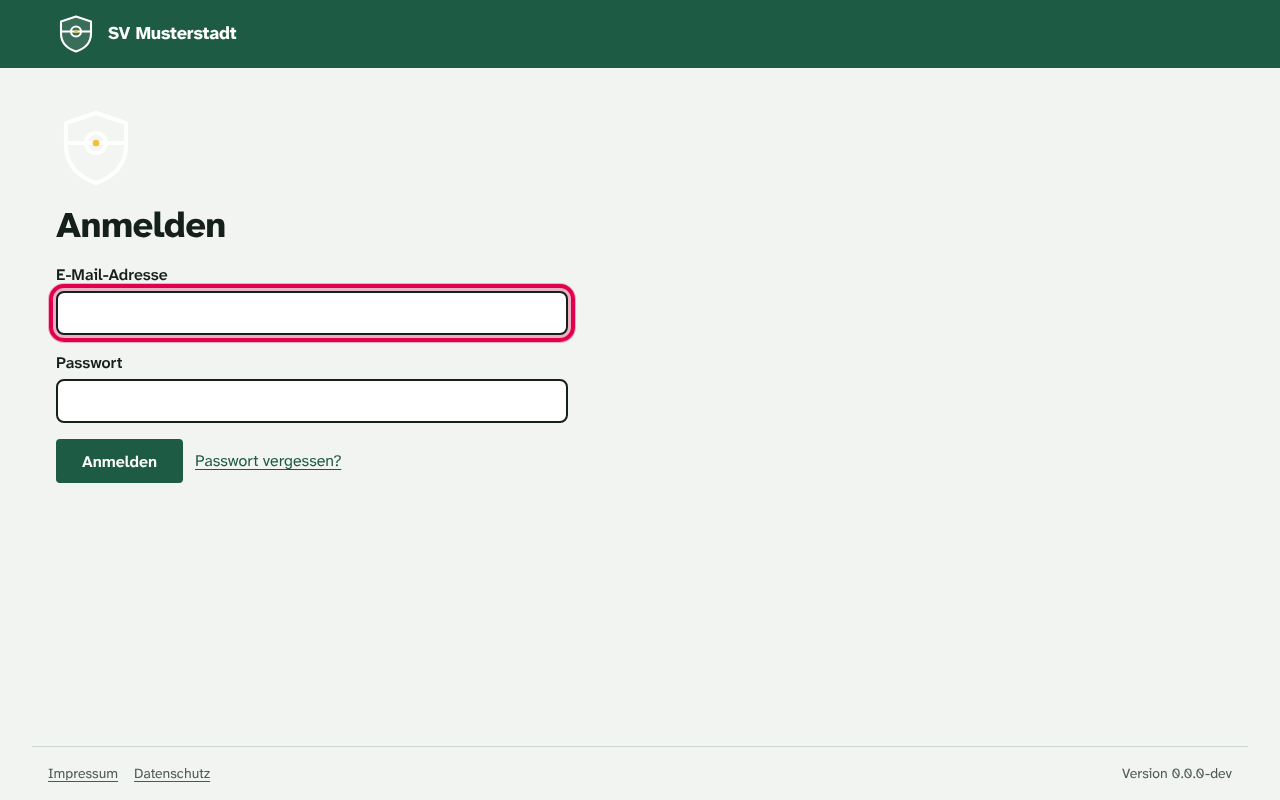 SV Musterstadt
Anmelden
E-Mail-Adresse
Passwort
Anmelden Passwort vergessen?
Impressum Datenschutz Version 0.0.0-dev